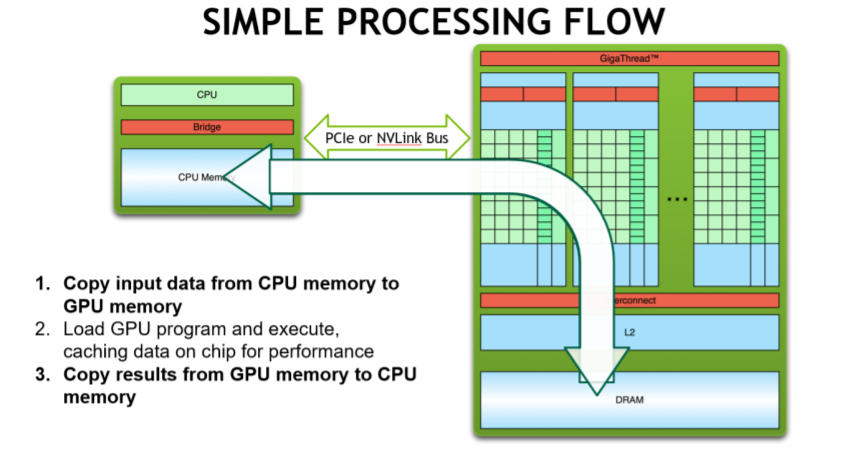 SIMPLE PROCESSING FLOW
GigaThread™
CPU
Bridge
PCIe or NVLink Bus
CPU Mem
...
1. Copy input data from CPU memory to
GPU memory
2. Load GPU program and execute,
caching data on chip for performance
3. Copy results from GPU memory to CPU
memory
erconnect
L2
DRAM